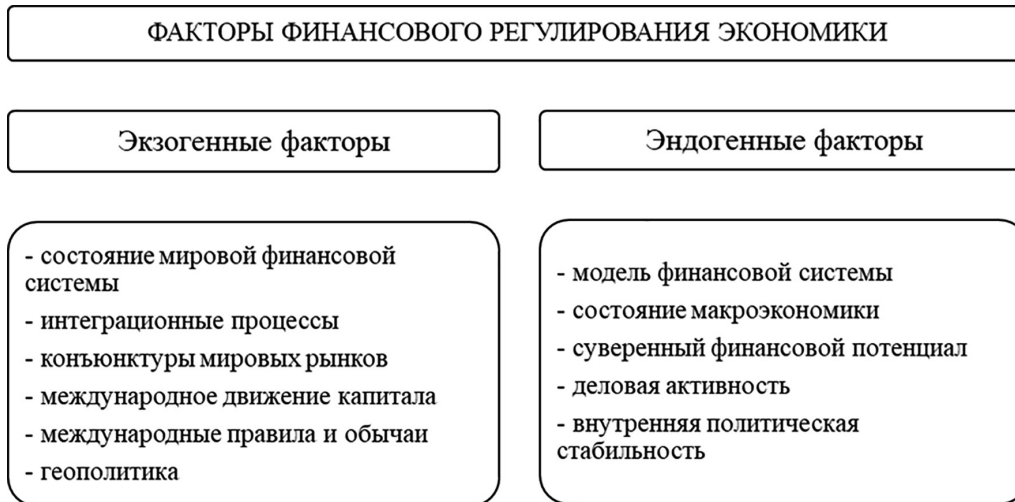 ФАКТОРЫ ФИНАНСОВОГО РЕГУЛИРОВАНИЯ ЭКОНОМИКИ
Экзогенные факторы
- состояние мировой финансовой
системы
- интеграционные процессы
- конъюнктуры мировых рынков
- международное движение капитала
- международные правила и обычаи
- геополитика
Эндогенные факторы
- модель финансовой системы
- состояние макроэкономики
- суверенный финансовой потенциал
- деловая активность
- внутренняя политическая
стабильность